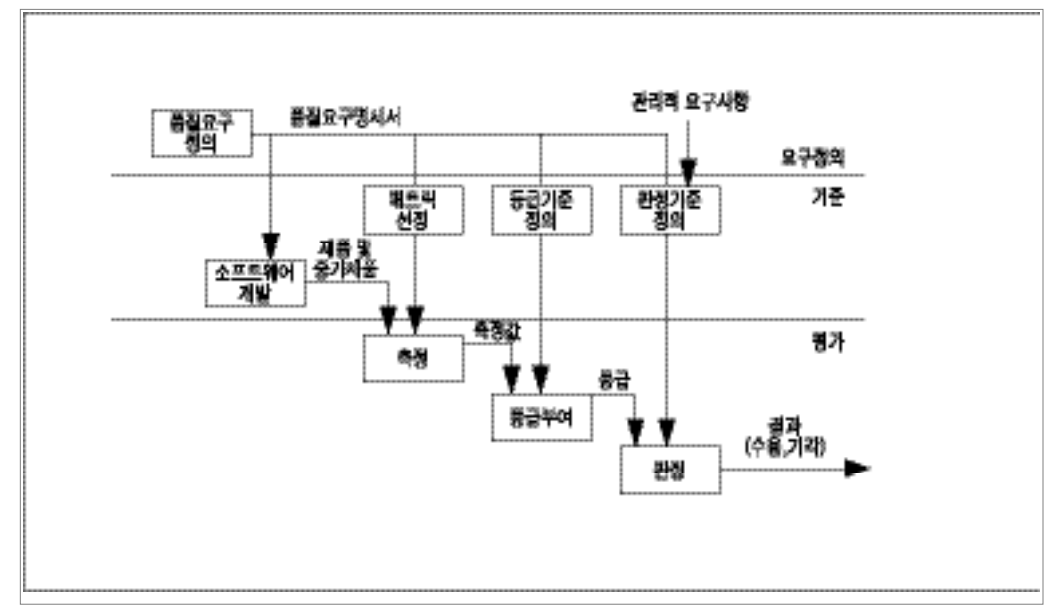 관리적 요구사항
품질요구
정의
품질요구명세서
요구정의
기준
메트릭
선정
등급기준
정의
판정기준
정의
제품 및
중간제품
소프트웨어
개발
측정값
평가
측정
등급
등급부여
결과
(수용,기각)
판정